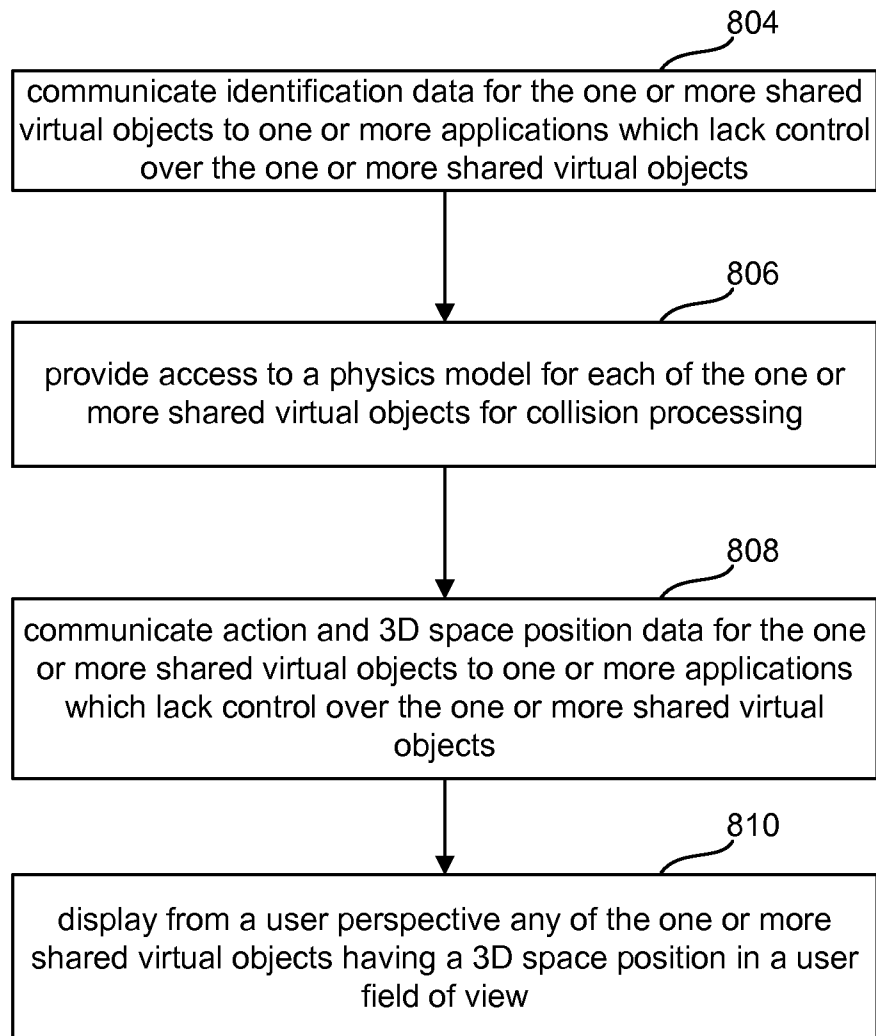 804
communicate identification data for the one or more shared
virtual objects to one or more applications which lack control
over the one or more shared virtual objects
806
provide access to a physics model for each of the one or
more shared virtual objects for collision processing
808
communicate action and 3D space position data for the one
or more shared virtual objects to one or more applications
which lack control over the one or more shared virtual
objects
810
display from a user perspective any of the one or more
shared virtual objects having a 3D space position in a user
field of view